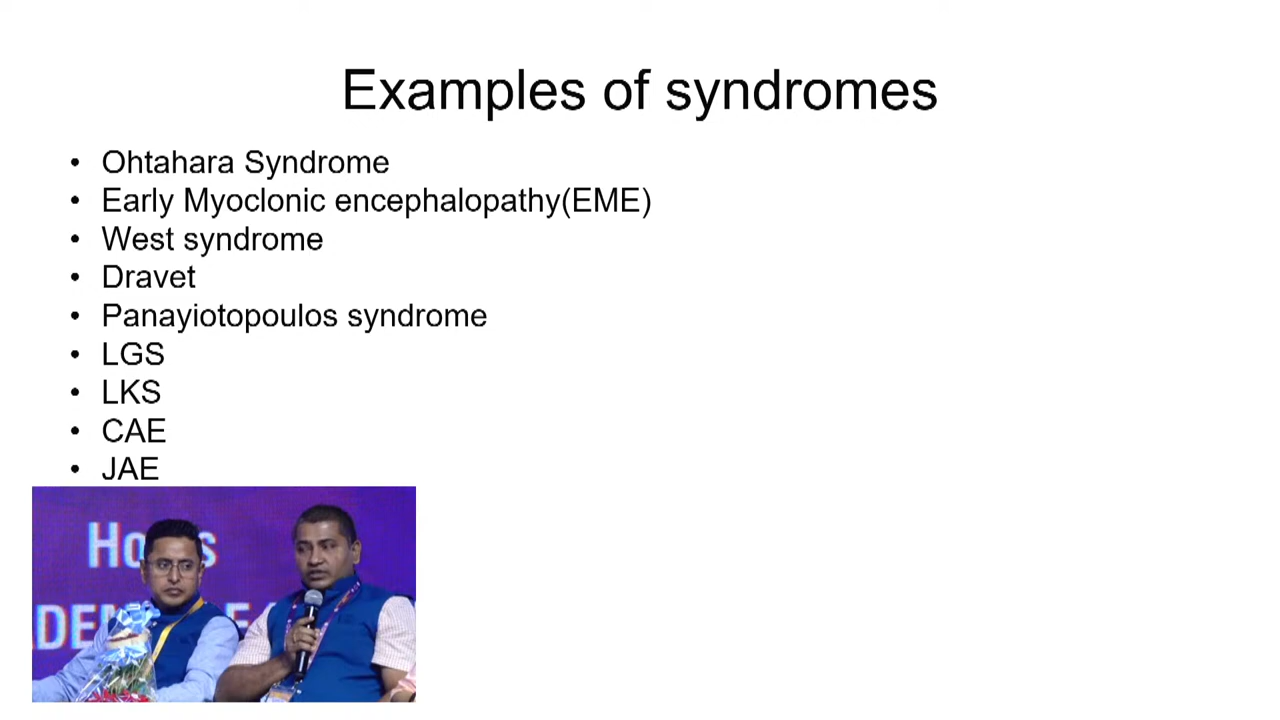 Examples of syndromes
• Ohtahara Syndrome
• Early Myoclonic encephalopathy(EME)
• West syndrome
• Dravet
• Panayiotopoulos syndrome
• LGS
• LKS
• CAE
• JAE